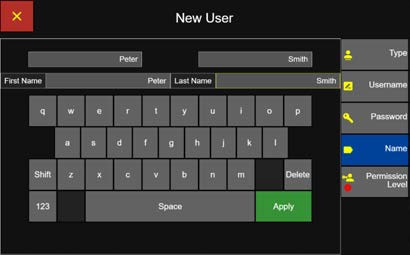 New User
Peter Smith
First Name Peter Last Name Smith
q w e r t y u i o p
a s d f g h j k l
Shift z x c v b n m Delete
123 Space Apply
Type
Username
Password
Name
Permission
Level